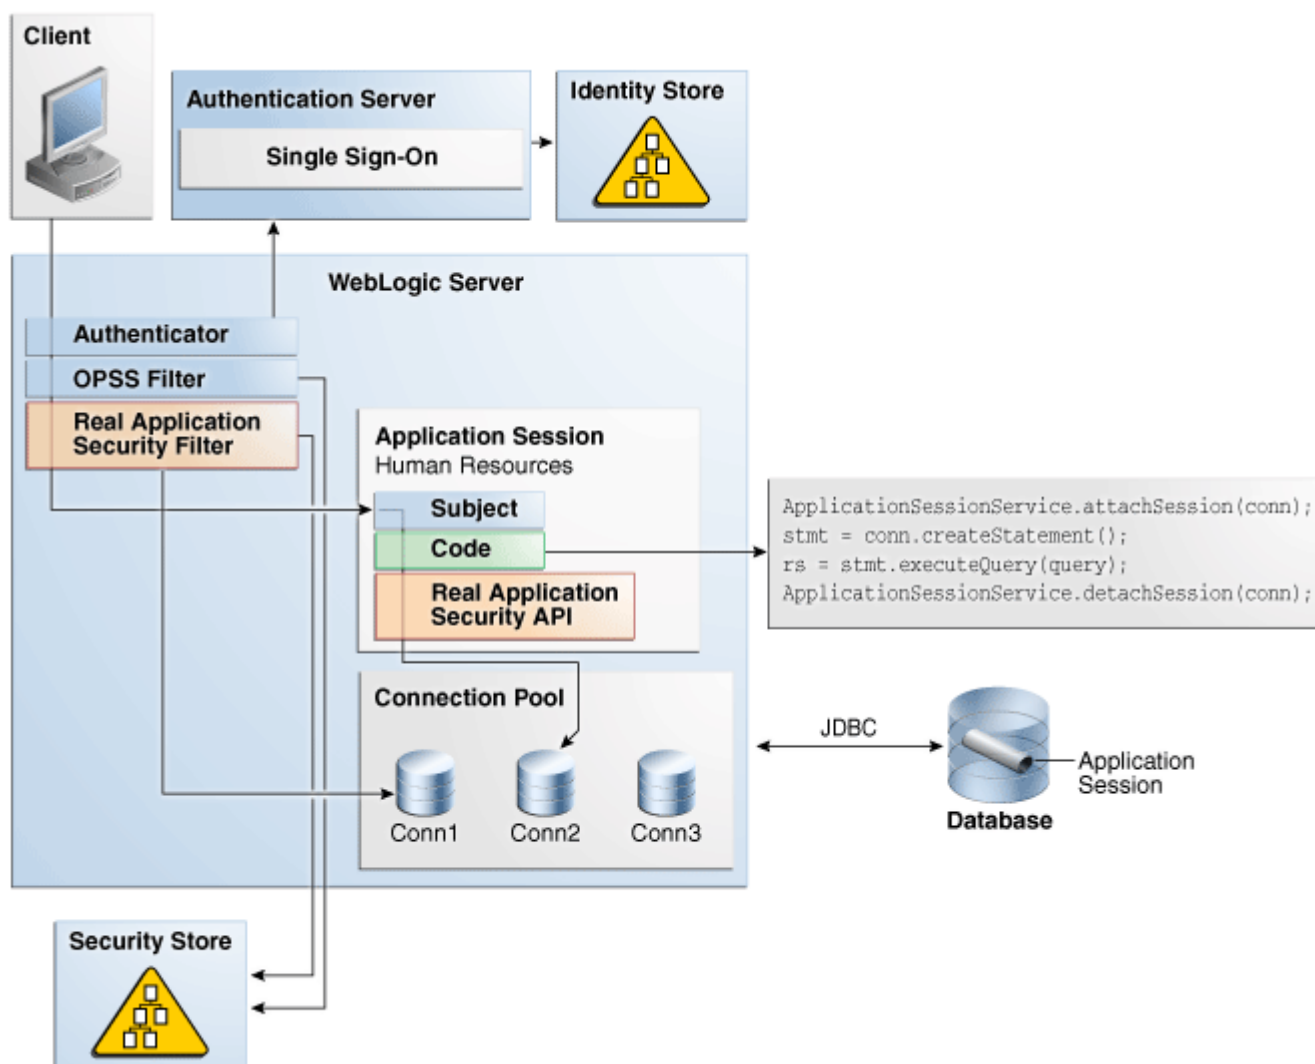 Client
Authentication Server
Single Sign-On
Identity Store
WebLogic Server
Authenticator
OPSS Filter
Real Application
Security Filter
Application Session
Human Resources
Subject
Code
Real Application
Security API
ApplicationSessionService.attachSession(conn);
stmt = conn.createStatement();
rs = stmt.executeQuery(query);
ApplicationSessionService.detachSession(conn);
Connection Pool
Conn1
Conn2
Conn3
JDBC
Application
Session
Database
Security Store